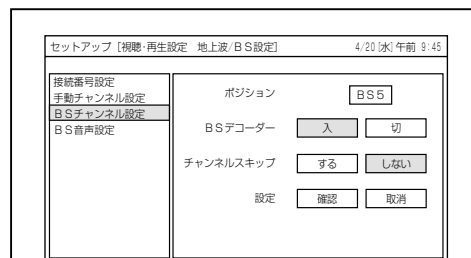 セットアップ [視聴･再生設定 地上波/ＢＳ設定] 4/20[水]午前 9:45
接続番号設定
手動チャンネル設定
ＢＳチャンネル設定
ＢＳ音声設定
ポジション ＢＳ５
ＢＳデコーダー 入 切
チャンネルスキップ する しない
設定 確認 取消